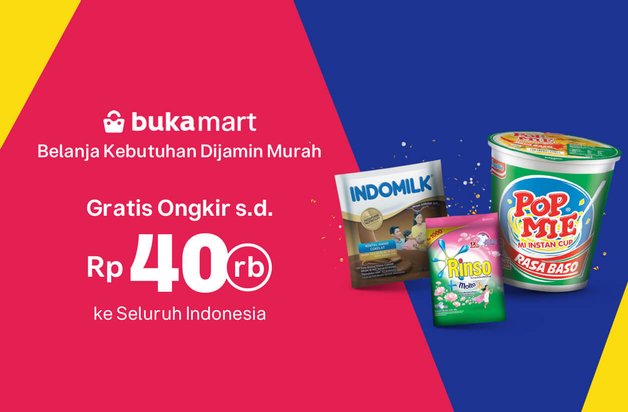 bukamart
Belanja Kebutuhan Dijamin Murah
Gratis Ongkir s.d.
Rp 40 rb
ke Seluruh Indonesia
INDOMILK
Rinso
+ Molto
POP MIE
MI INSTAN CUP
RASA BASO